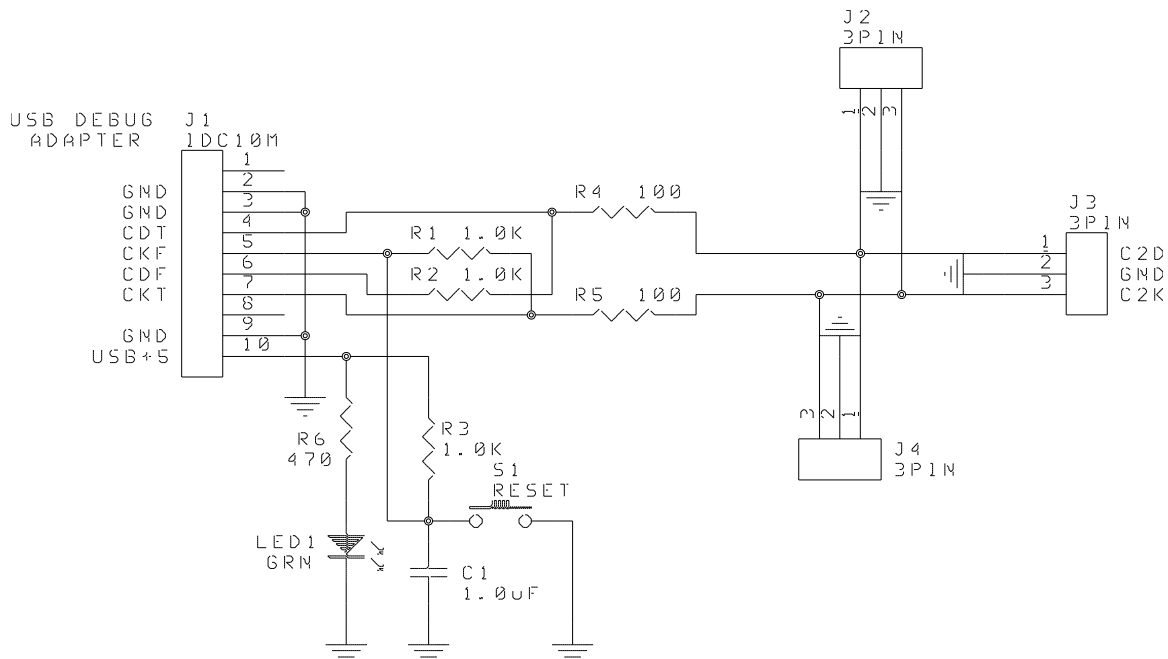 J2
3PIN
1 2 3
USB DEBUG
ADAPTER
J1
IDC10M
1
2
GND 3
GND 4
CDT 5
CKF 6
CDF 7
CKT 8
9
GND 10
USB+5
R4 100
R1 1.0K
R2 1.0K
R5 100
J3
3PIN
1 C2D
2 GND
3 C2K
3 2 1
J4
3PIN
R6
470
R3
1.0K
S1
RESET
LED1
GRN
C1
1.0uF